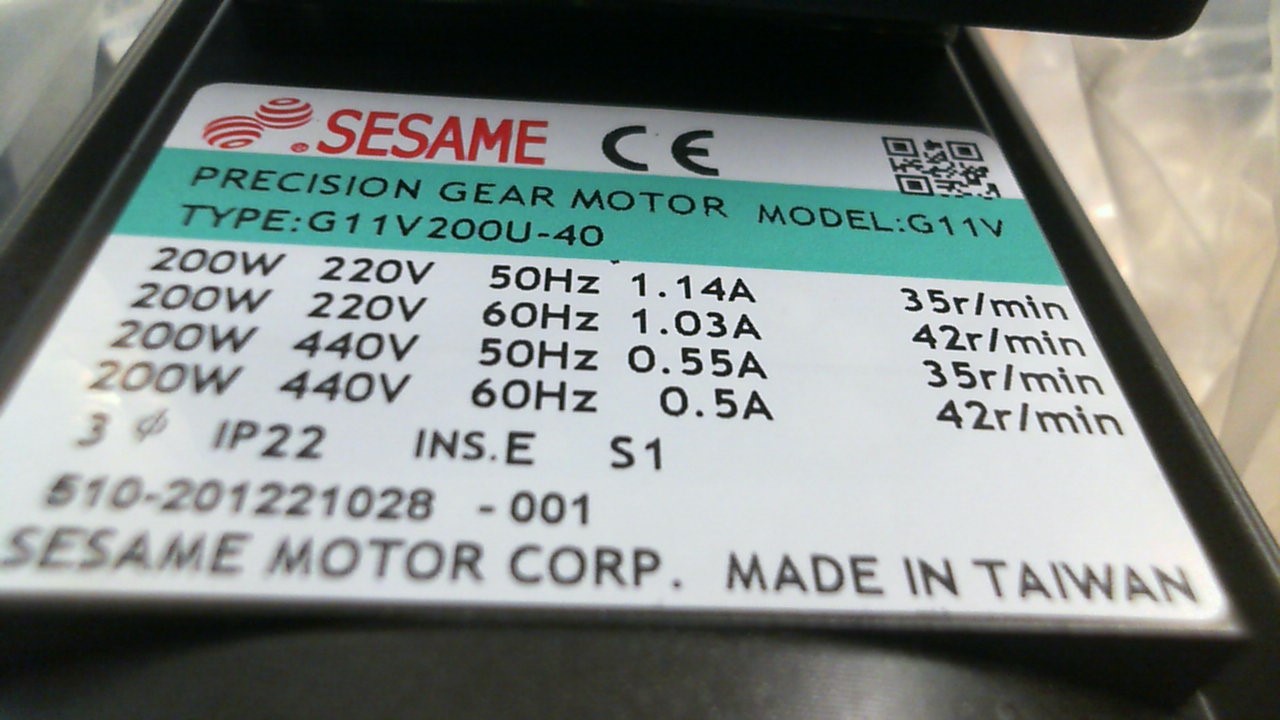 SESAME CE
PRECISION GEAR MOTOR MODEL:G11V
TYPE:G11V200U-40
200W 220V 50Hz 1.14A 35r/min
200W 220V 60Hz 1.03A 42r/min
200W 440V 50Hz 0.55A 35r/min
200W 440V 60Hz 0.5A 42r/min
3 ϕ IP22 INS.E S1
510-201221028 -001
SESAME MOTOR CORP. MADE IN TAIWAN